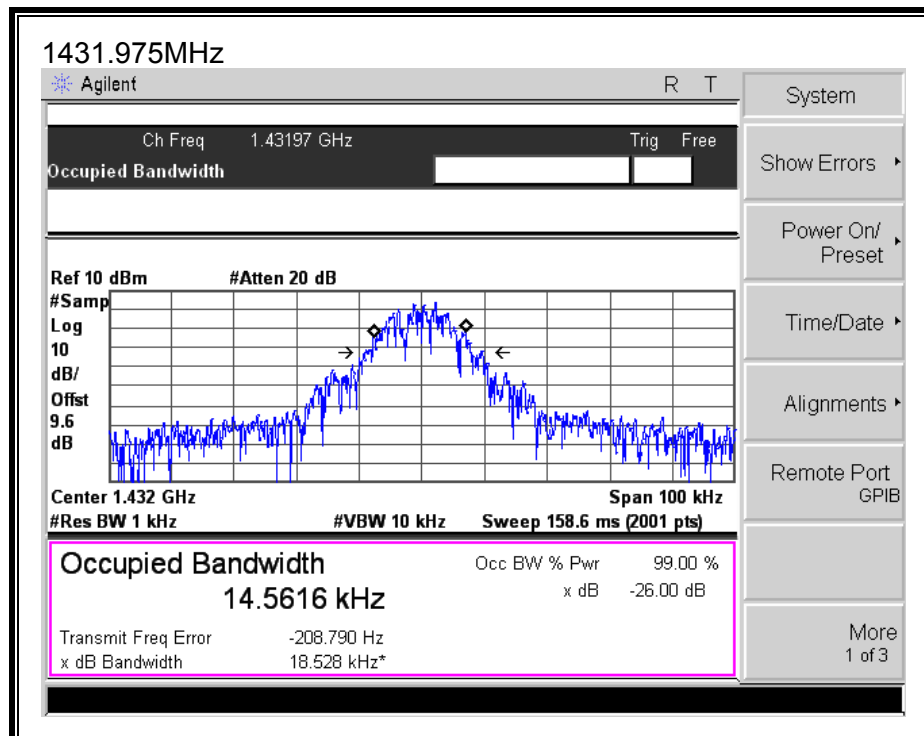 1431.975MHz
Agilent R T
System
Ch Freq 1.43197 GHz Trig Free
Occupied Bandwidth
Show Errors
Power On/
Preset
Time/Date
Alignments
Remote Port
GPIB
More
1 of 3
Ref 10 dBm #Atten 20 dB
#Samp
Log
10
dB/
Offst
9.6
dB
Center 1.432 GHz Span 100 kHz
#Res BW 1 kHz #VBW 10 kHz Sweep 158.6 ms (2001 pts)
Occupied Bandwidth Occ BW % Pwr 99.00 %
14.5616 kHz x dB -26.00 dB
Transmit Freq Error -208.790 Hz
x dB Bandwidth 18.528 kHz*